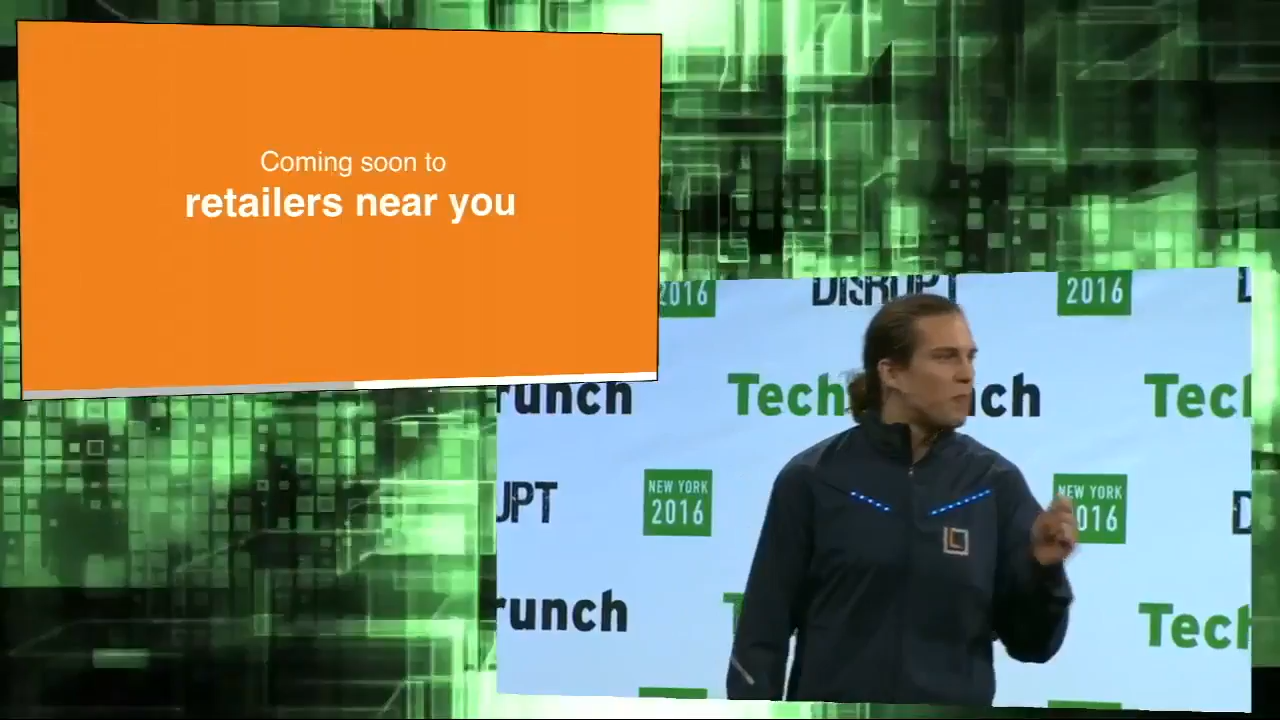 Coming soon to
retailers near you
2016
DISRUPT
2016
runch
Tech
ch
Tech
UPT
NEW YORK
2016
NEW YORK
2016
D
runch
T
Tech
L